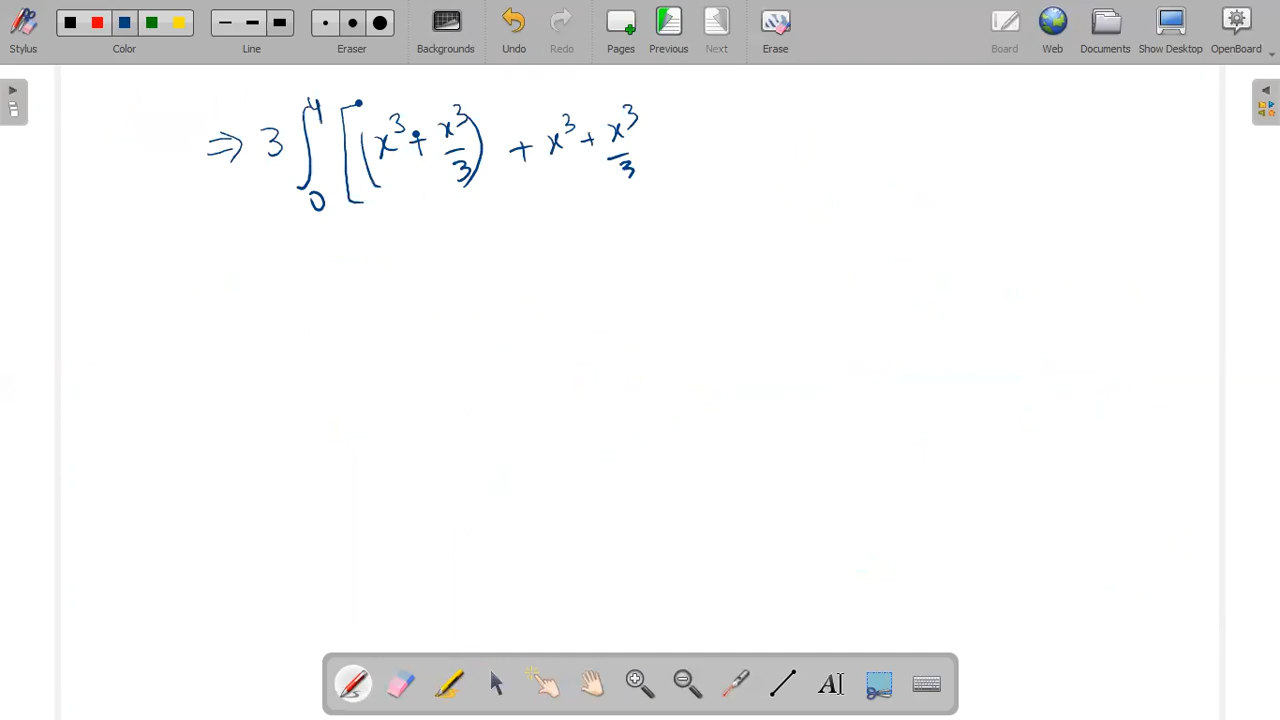 Stylus Color Line Eraser Backgrounds Undo Redo Pages Previous Next Erase Board Web Documents Show Desktop OpenBoard
⇒ 3 ∫₀⁴ [(x³ + x³/3) + x³ + x³/3